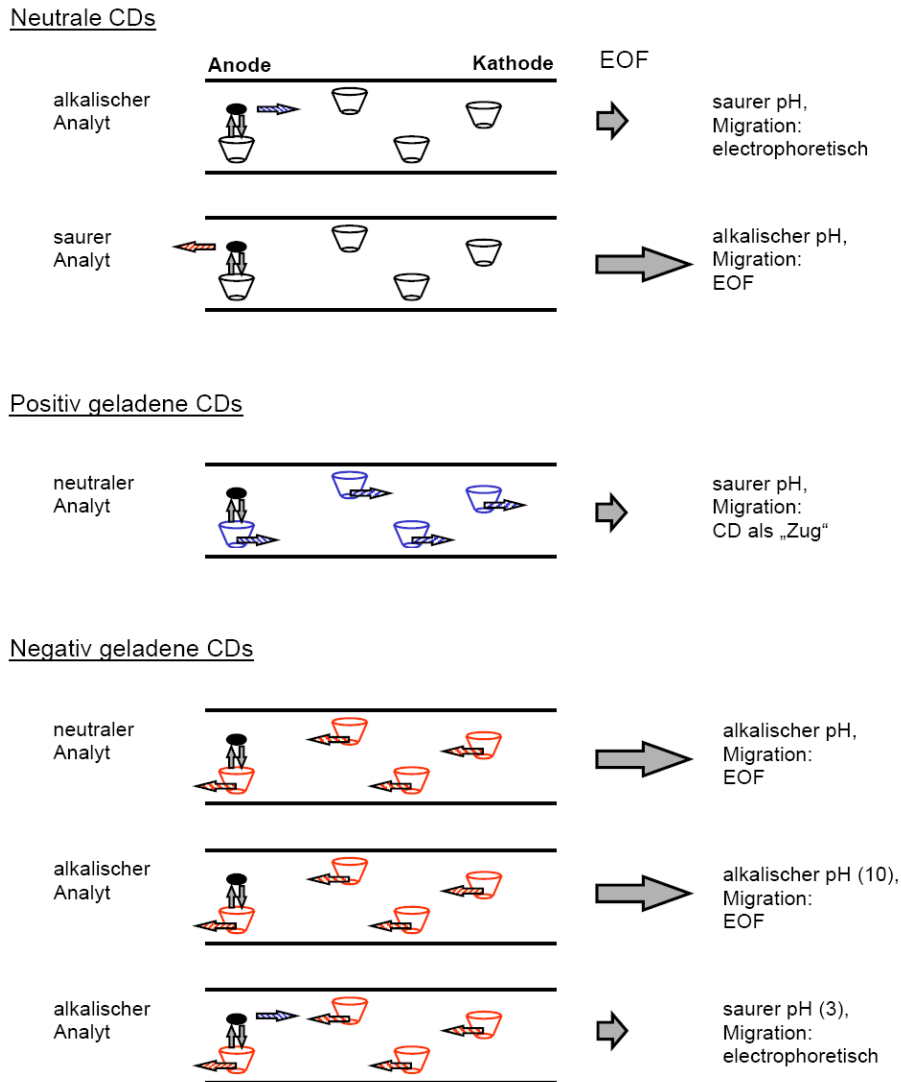 Neutrale CDs
Anode
Kathode
EOF
alkalischer
Analyt
saurer pH,
Migration:
electrophoretisch
saurer
Analyt
alkalischer pH,
Migration:
EOF
Positiv geladene CDs
neutraler
Analyt
saurer pH,
Migration:
CD als „Zug“
Negativ geladene CDs
neutraler
Analyt
alkalischer pH,
Migration:
EOF
alkalischer
Analyt
alkalischer pH (10),
Migration:
EOF
alkalischer
Analyt
saurer pH (3),
Migration:
electrophoretisch